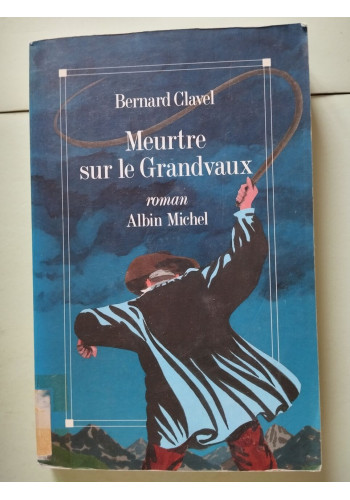 Bernard Clavel
Meurtre
sur le Grandvaux
roman
Albin Michel